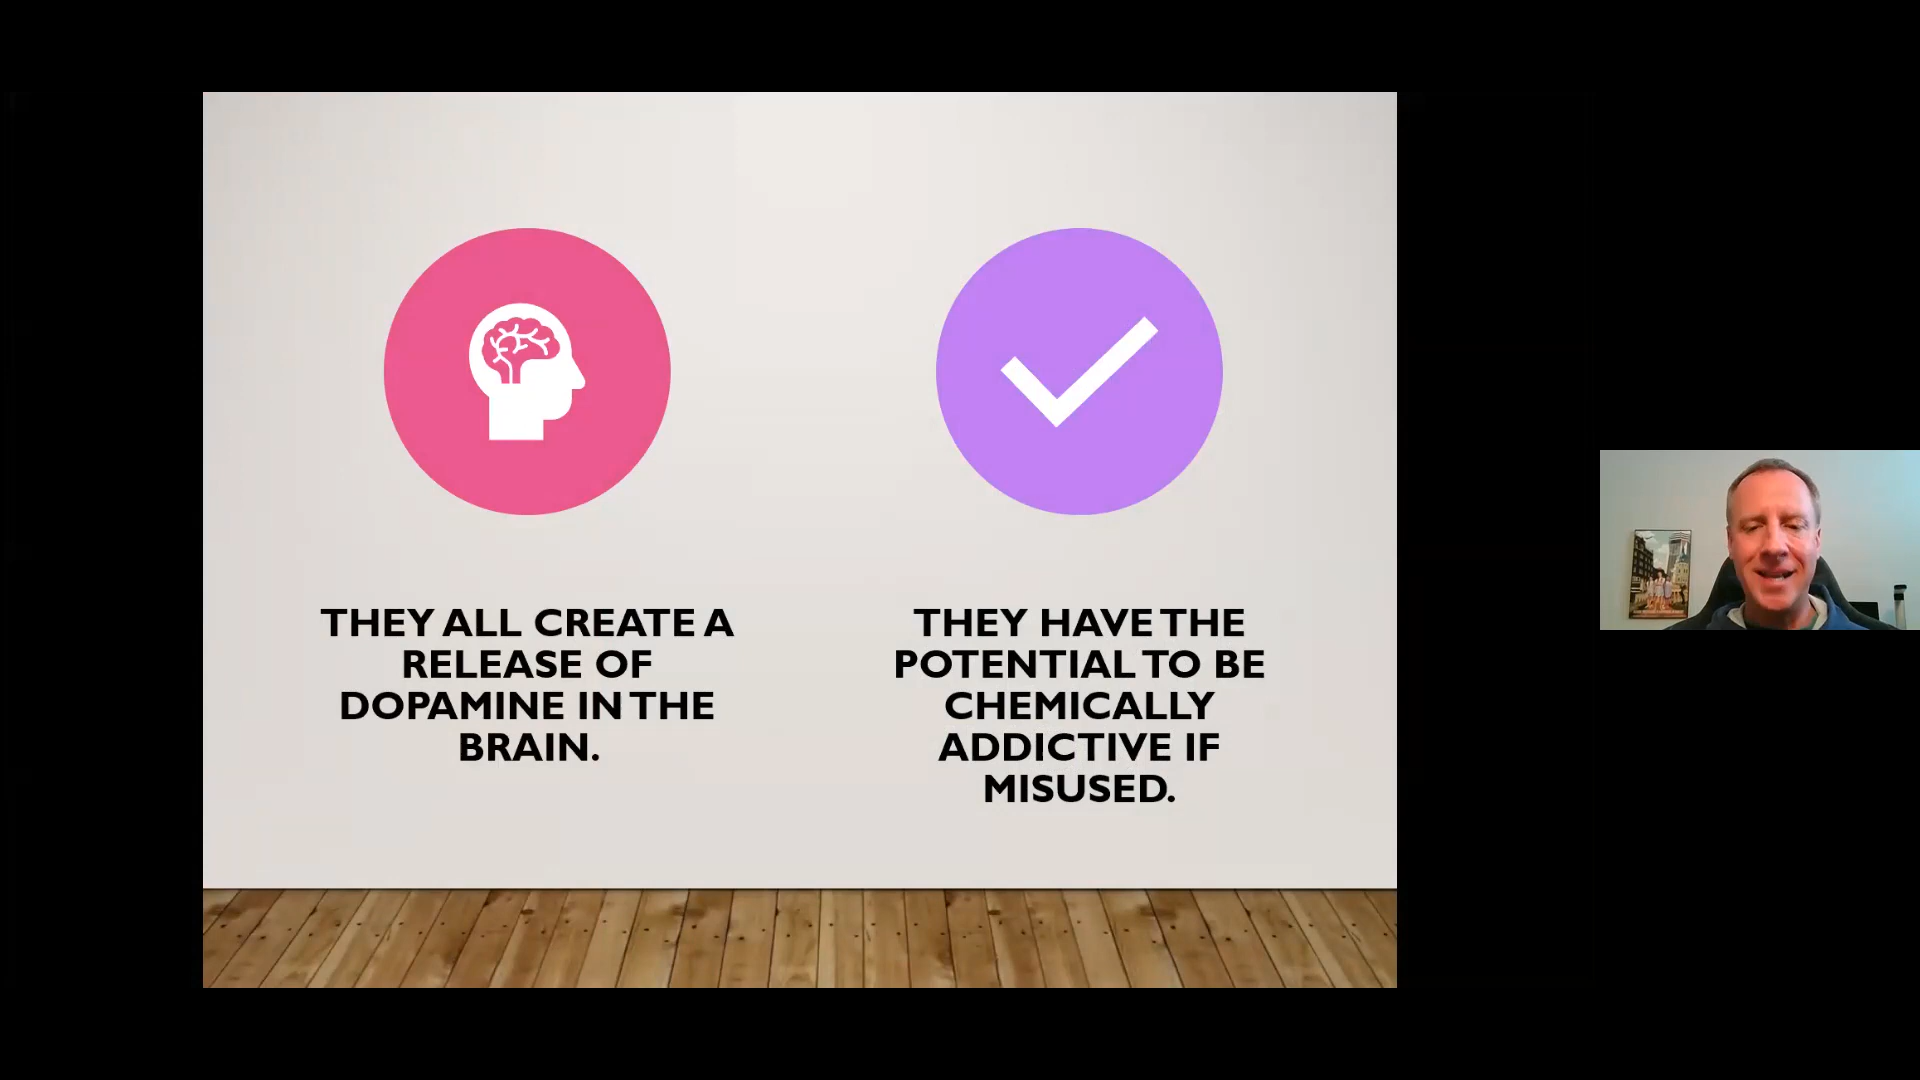 THEY ALL CREATE A
RELEASE OF
DOPAMINE IN THE
BRAIN.
THEY HAVE THE
POTENTIAL TO BE
CHEMICALLY
ADDICTIVE IF
MISUSED.